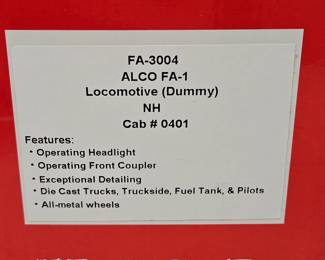 FA-3004
ALCO FA-1
Locomotive (Dummy)
NH
Cab # 0401
Features:
• Operating Headlight
• Operating Front Coupler
• Exceptional Detailing
• Die Cast Trucks, Truckside, Fuel Tank, & Pilots
• All-metal wheels